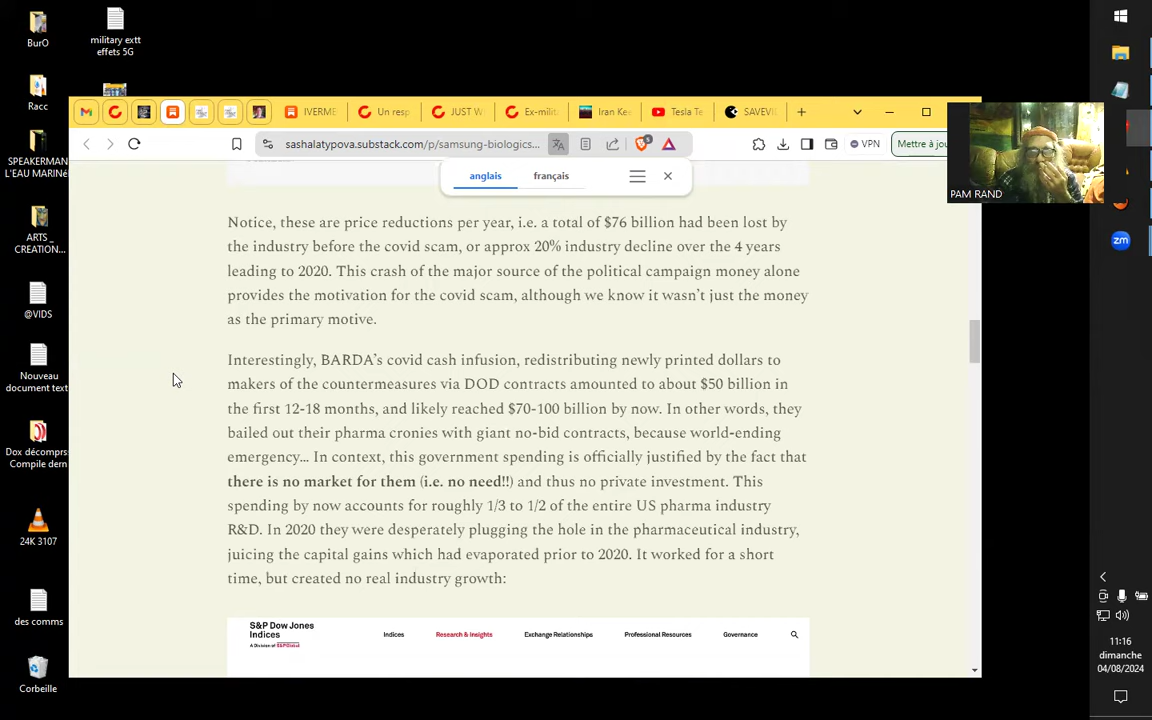 BurO
military extt
effets 5G
Racc
SPEAKERMAN
L'EAU MARINé
ARTS_
CREATION...
@VIDS
Nouveau
document text
Dox décomprs:
Compile dern
24K 3107
des comms
Corbeille
IVERME
Un resp
JUST W
Ex-milit
Iran Kee
Tesla Te
SAVEVIL
sashalatypova.substack.com/p/samsung-biologics...
VPN
Mettre à jou
anglais
français
PAM RAND
zm
Notice, these are price reductions per year, i.e. a total of $76 billion had been lost by
the industry before the covid scam, or approx 20% industry decline over the 4 years
leading to 2020. This crash of the major source of the political campaign money alone
provides the motivation for the covid scam, although we know it wasn't just the money
as the primary motive.
Interestingly, BARDA's covid cash infusion, redistributing newly printed dollars to
makers of the countermeasures via DOD contracts amounted to about $50 billion in
the first 12-18 months, and likely reached $70-100 billion by now. In other words, they
bailed out their pharma cronies with giant no-bid contracts, because world-ending
emergency... In context, this government spending is officially justified by the fact that
there is no market for them (i.e. no need!!) and thus no private investment. This
spending by now accounts for roughly 1/3 to 1/2 of the entire US pharma industry
R&D. In 2020 they were desperately plugging the hole in the pharmaceutical industry,
juicing the capital gains which had evaporated prior to 2020. It worked for a short
time, but created no real industry growth:
S&P Dow Jones
Indices
A Division of S&P Global
Indices
Research & Insights
Exchange Relationships
Professional Resources
Governance
11:16
dimanche
04/08/2024